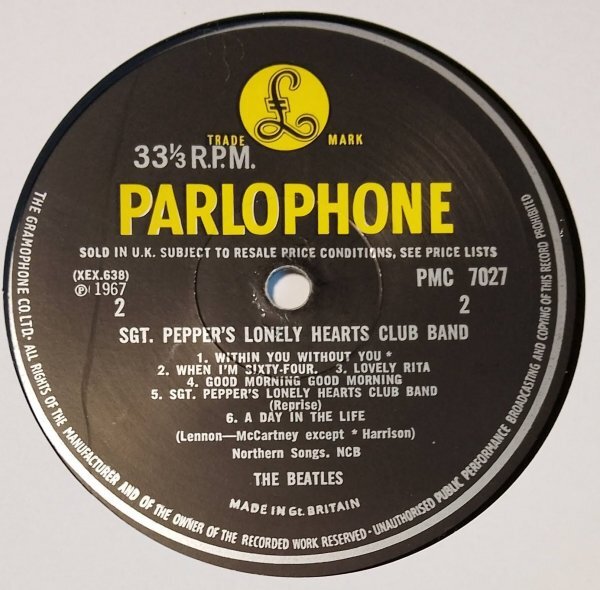 £
TRADE MARK
33⅓ R.P.M.
PARLOPHONE
SOLD IN U.K. SUBJECT TO RESALE PRICE CONDITIONS, SEE PRICE LISTS
(XEX.638) PMC 7027
℗ 1967
2 2
SGT. PEPPER'S LONELY HEARTS CLUB BAND
1. WITHIN YOU WITHOUT YOU *
2. WHEN I'M SIXTY-FOUR. 3. LOVELY RITA
4. GOOD MORNING GOOD MORNING
5. SGT. PEPPER'S LONELY HEARTS CLUB BAND
(Reprise)
6. A DAY IN THE LIFE
(Lennon—McCartney except * Harrison)
Northern Songs. NCB
THE BEATLES
MADE IN Gt. BRITAIN
THE GRAMOPHONE CO. LTD. · ALL RIGHTS OF THE MANUFACTURER AND OF THE OWNER OF THE RECORDED WORK RESERVED · UNAUTHORISED PUBLIC PERFORMANCE BROADCASTING AND COPYING OF THIS RECORD PROHIBITED